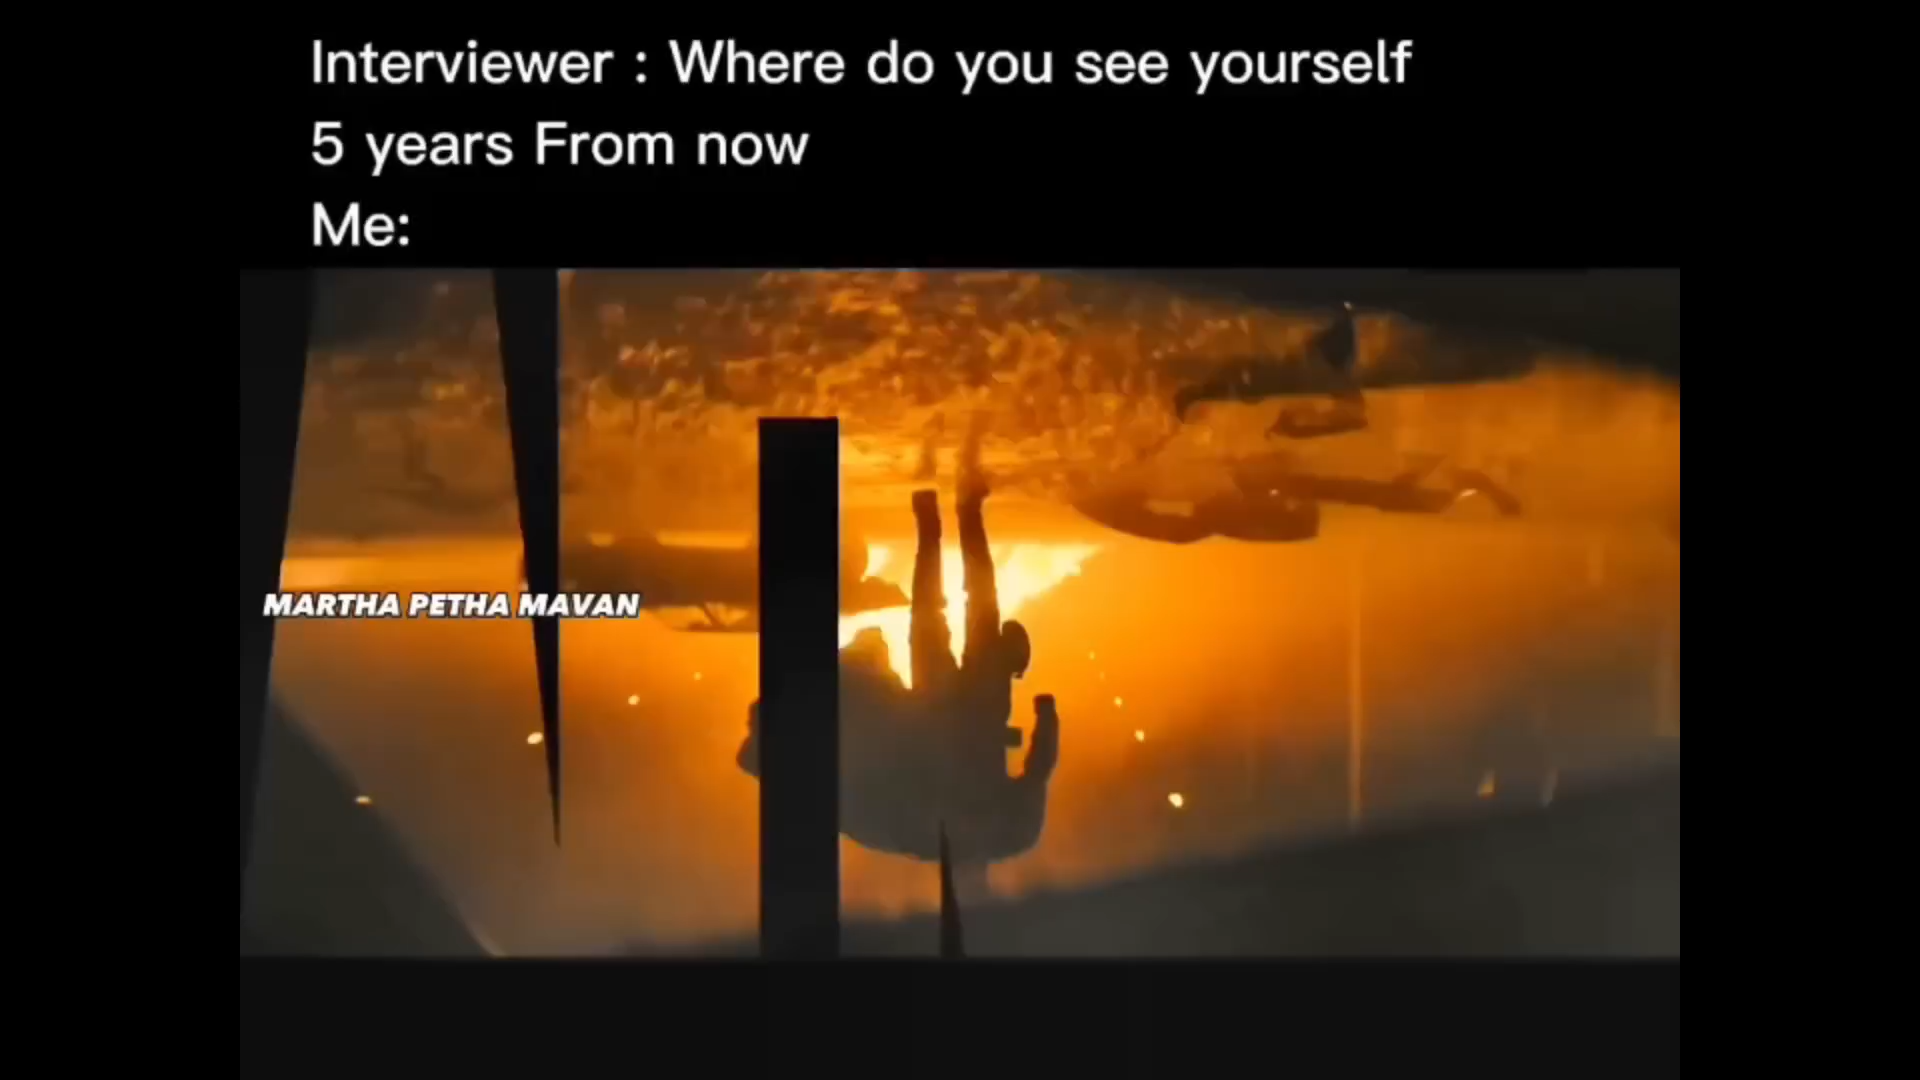 Interviewer : Where do you see yourself
5 years From now
Me:
MARTHA PETHA MAVAN